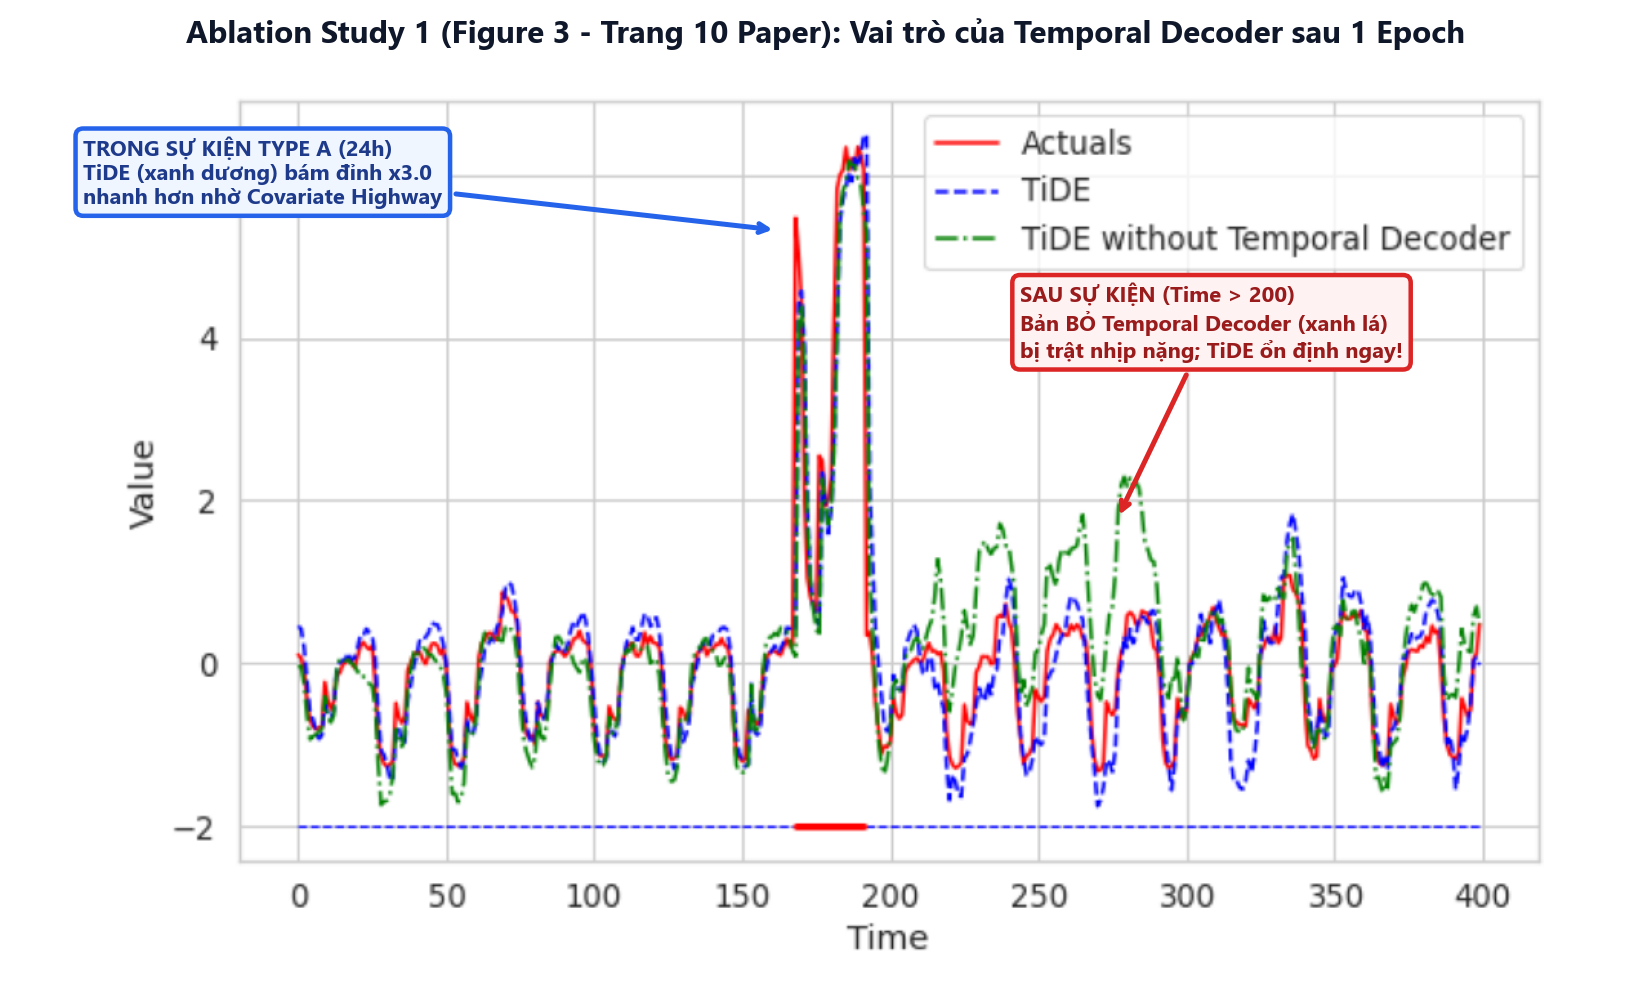 Ablation Study 1 (Figure 3 - Trang 10 Paper): Vai trò của Temporal Decoder sau 1 Epoch
TRONG SỰ KIỆN TYPE A (24h)
TiDE (xanh dương) bám đỉnh x3.0
nhanh hơn nhờ Covariate Highway
Actuals
TiDE
TiDE without Temporal Decoder
SAU SỰ KIỆN (Time > 200)
Bản BỎ Temporal Decoder (xanh lá)
bị trật nhịp nặng; TiDE ổn định ngay!
Value
4
2
0
−2
0 50 100 150 200 250 300 350 400
Time